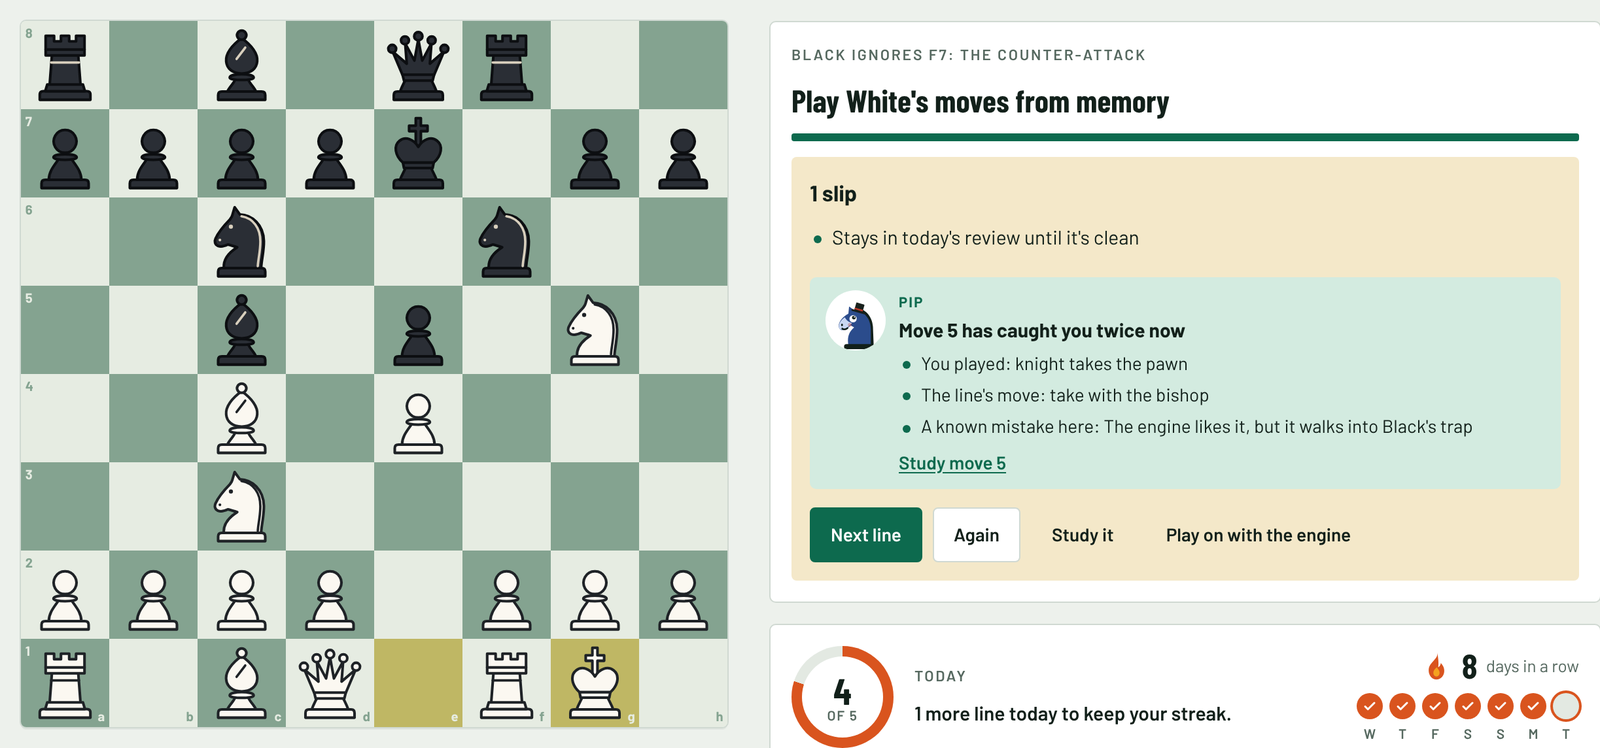 8
7
6
5
4
3
2
1
a b c d e f g h
BLACK IGNORES F7: THE COUNTER-ATTACK
Play White's moves from memory
1 slip
Stays in today's review until it's clean
PIP
Move 5 has caught you twice now
You played: knight takes the pawn
The line's move: take with the bishop
A known mistake here: The engine likes it, but it walks into Black's trap
Study move 5
Next line Again Study it Play on with the engine
4
OF 5
TODAY
1 more line today to keep your streak.
8 days in a row
W T F S S M T